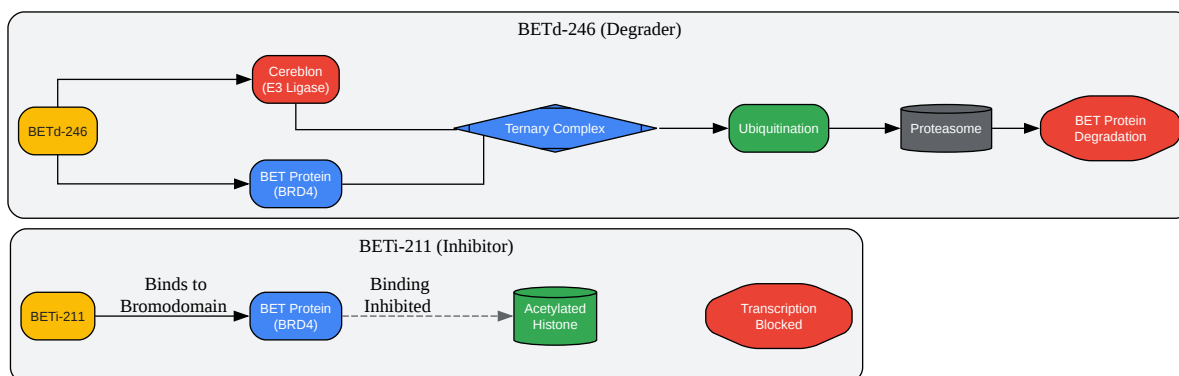 BETd-246 (Degrader)
Cereblon
(E3 Ligase)
BETd-246
Ternary Complex
Ubiquitination
Proteasome
BET Protein
Degradation
BET Protein
(BRD4)
BETi-211 (Inhibitor)
BETi-211
Binds to
Bromodomain
BET Protein
(BRD4)
Binding
Inhibited
Acetylated
Histone
Transcription
Blocked